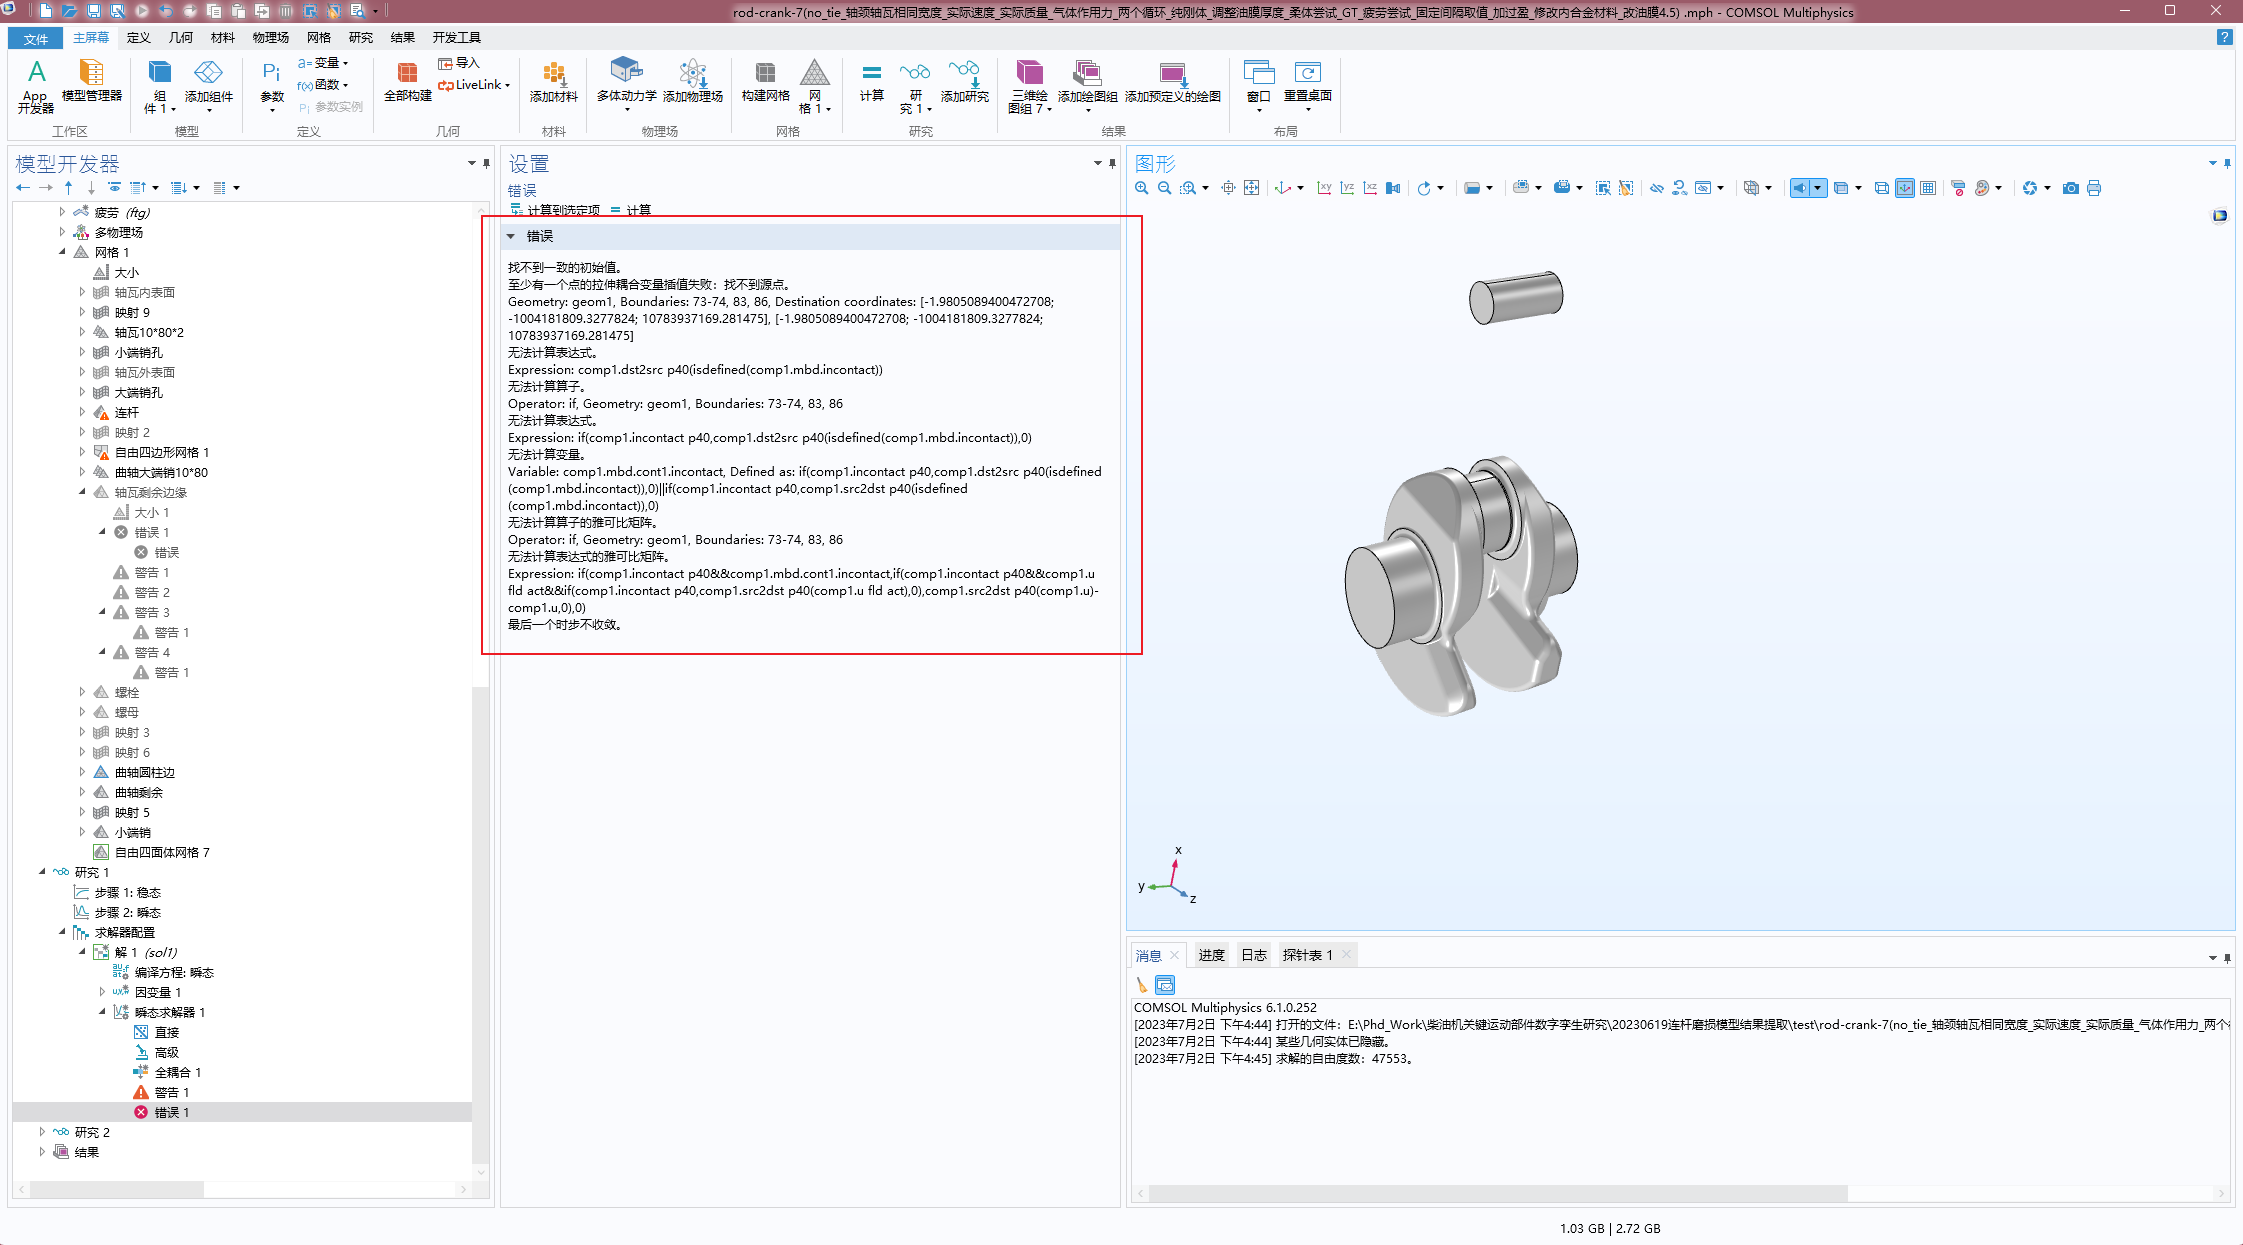 rod-crank-7(no_tie_轴颈轴瓦相同宽度_实际速度_实际质量_气体作用力_两个循环_纯刚体_调整油膜厚度_柔体尝试_GT_疲劳尝试_固定间隔取值_加过盈_修改内合金材料_改油膜4.5) .mph - COMSOL Multiphysics
文件 主屏幕 定义 几何 材料 物理场 网格 研究 结果 开发工具
App 开发器
模型管理器
工作区
组件 1
添加组件
模型
Pi 参数
a= 变量
f(x) 函数
Pi 参数实例
定义
全部构建
导入
LiveLink
几何
添加材料
材料
多体动力学
添加物理场
物理场
构建网格
网格 1
网格
计算
研究 1
添加研究
研究
三维绘图组 7
添加绘图组
添加预定义的绘图
结果
窗口
重置桌面
布局
模型开发器
疲劳 (ftg)
多物理场
网格 1
大小
轴瓦内表面
映射 9
轴瓦10*80*2
小端销孔
轴瓦外表面
大端销孔
连杆
映射 2
自由四边形网格 1
曲轴大端销10*80
轴瓦剩余边缘
大小 1
错误 1
错误
警告 1
警告 2
警告 3
警告 1
警告 4
警告 1
螺栓
螺母
映射 3
映射 6
曲轴圆柱边
曲轴剩余
映射 5
小端销
自由四面体网格 7
研究 1
步骤 1: 稳态
步骤 2: 瞬态
求解器配置
解 1 (sol1)
编译方程: 瞬态
因变量 1
瞬态求解器 1
直接
高级
全耦合 1
警告 1
错误 1
研究 2
结果
设置
错误
计算到选定项 = 计算
错误
找不到一致的初始值。
至少有一个点的拉伸耦合变量插值失败：找不到源点。
Geometry: geom1, Boundaries: 73-74, 83, 86, Destination coordinates: [-1.9805089400472708;
-1004181809.3277824; 10783937169.281475], [-1.9805089400472708; -1004181809.3277824;
10783937169.281475]
无法计算表达式。
Expression: comp1.dst2src p40(isdefined(comp1.mbd.incontact))
无法计算算子。
Operator: if, Geometry: geom1, Boundaries: 73-74, 83, 86
无法计算表达式。
Expression: if(comp1.incontact p40,comp1.dst2src p40(isdefined(comp1.mbd.incontact)),0)
无法计算变量。
Variable: comp1.mbd.cont1.incontact, Defined as: if(comp1.incontact p40,comp1.dst2src p40(isdefined
(comp1.mbd.incontact)),0)||if(comp1.incontact p40,comp1.src2dst p40(isdefined
(comp1.mbd.incontact)),0)
无法计算算子的雅可比矩阵。
Operator: if, Geometry: geom1, Boundaries: 73-74, 83, 86
无法计算表达式的雅可比矩阵。
Expression: if(comp1.incontact p40&&comp1.mbd.cont1.incontact,if(comp1.incontact p40&&comp1.u
fld act&&if(comp1.incontact p40,comp1.src2dst p40(comp1.u fld act),0),comp1.src2dst p40(comp1.u)-
comp1.u,0),0)
最后一个时步不收敛。
图形
xy yz xz
x
y
z
消息 进度 日志 探针表 1
COMSOL Multiphysics 6.1.0.252
[2023年7月2日 下午4:44] 打开的文件：E:\Phd_Work\柴油机关键运动部件数字孪生研究\20230619连杆磨损模型结果提取\test\rod-crank-7(no_tie_轴颈轴瓦相同宽度_实际速度_实际质量_气体作用力_两个
[2023年7月2日 下午4:44] 某些几何实体已隐藏。
[2023年7月2日 下午4:45] 求解的自由度数：47553。
1.03 GB | 2.72 GB